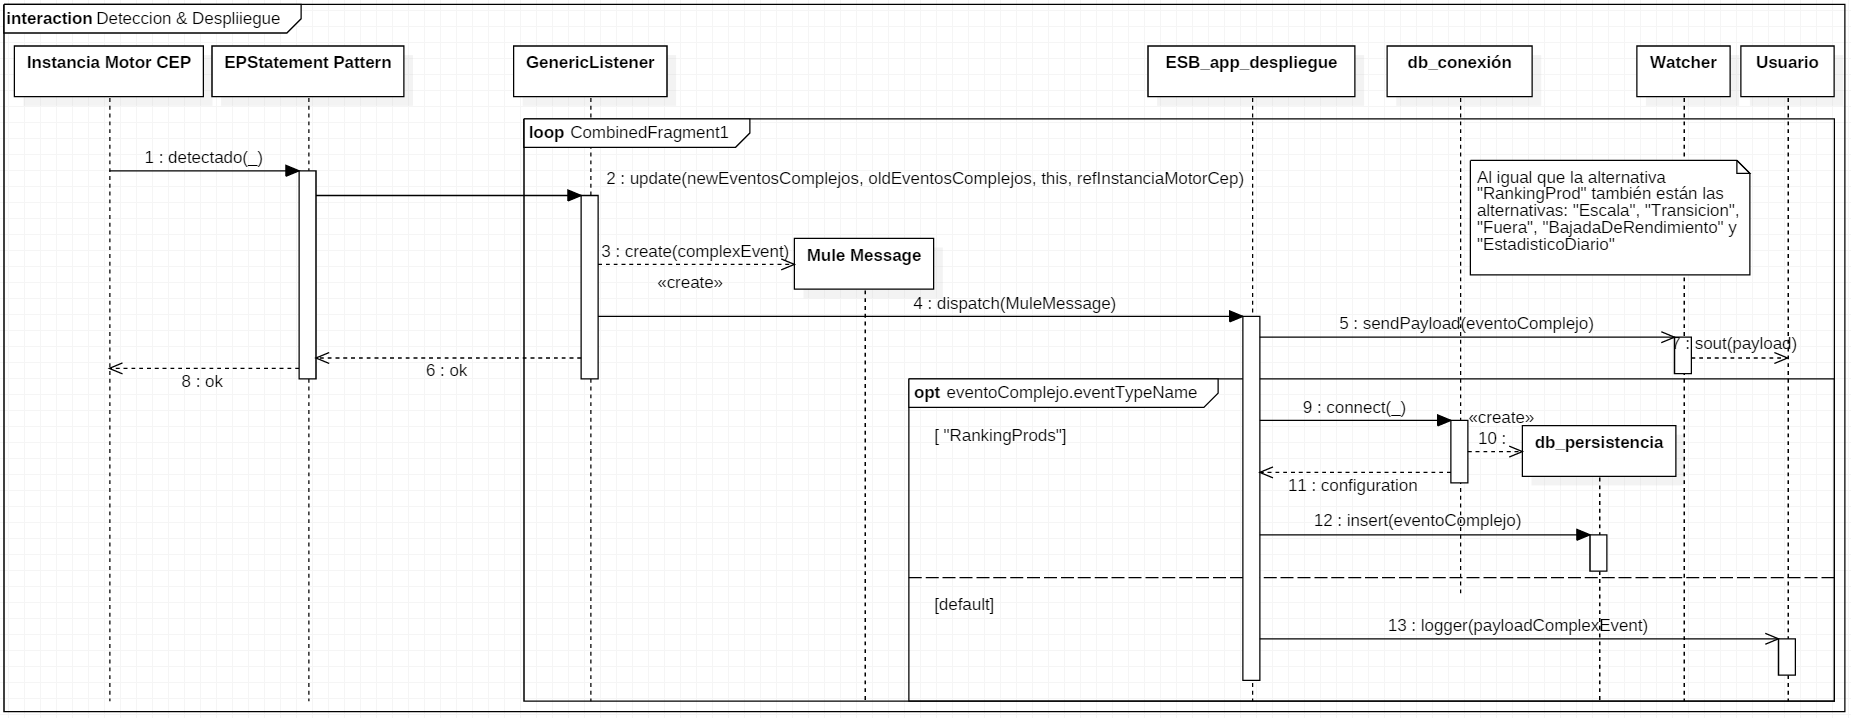 interaction Deteccion & Despliiegue
Instancia Motor CEP
EPStatement Pattern
GenericListener
ESB_app_despliegue
db_conexión
Watcher
Usuario
loop CombinedFragment1
1 : detectado(_)
2 : update(newEventosComplejos, oldEventosComplejos, this, refInstanciaMotorCep)
Al igual que la alternativa
"RankingProd" también están las
alternativas: "Escala", "Transicion",
"Fuera", "BajadaDeRendimiento" y
"EstadisticoDiario"
3 : create(complexEvent)
«create»
Mule Message
4 : dispatch(MuleMessage)
5 : sendPayload(eventoComplejo)
7 : sout(payload)
6 : ok
8 : ok
opt eventoComplejo.eventTypeName
[ "RankingProds"]
9 : connect(_)
«create»
10 :
db_persistencia
11 : configuration
12 : insert(eventoComplejo)
[default]
13 : logger(payloadComplexEvent)